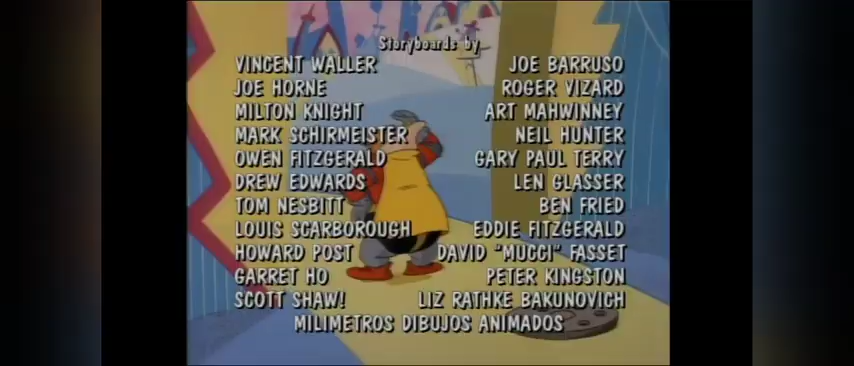 Storyboards by...
VINCENT WALLER JOE BARRUSO
JOE HORNE ROGER VIZARD
MILTON KNIGHT ART MAHWINNEY
MARK SCHIRMEISTER NEIL HUNTER
OWEN FITZGERALD GARY PAUL TERRY
DREW EDWARDS LEN GLASSER
TOM NESBITT BEN FRIED
LOUIS SCARBOROUGH EDDIE FITZGERALD
HOWARD POST DAVID "MUCCI" FASSET
GARRET HO PETER KINGSTON
SCOTT SHAW! LIZ RATHKE BAKUNOVICH
MILIMETROS DIBUJOS ANIMADOS